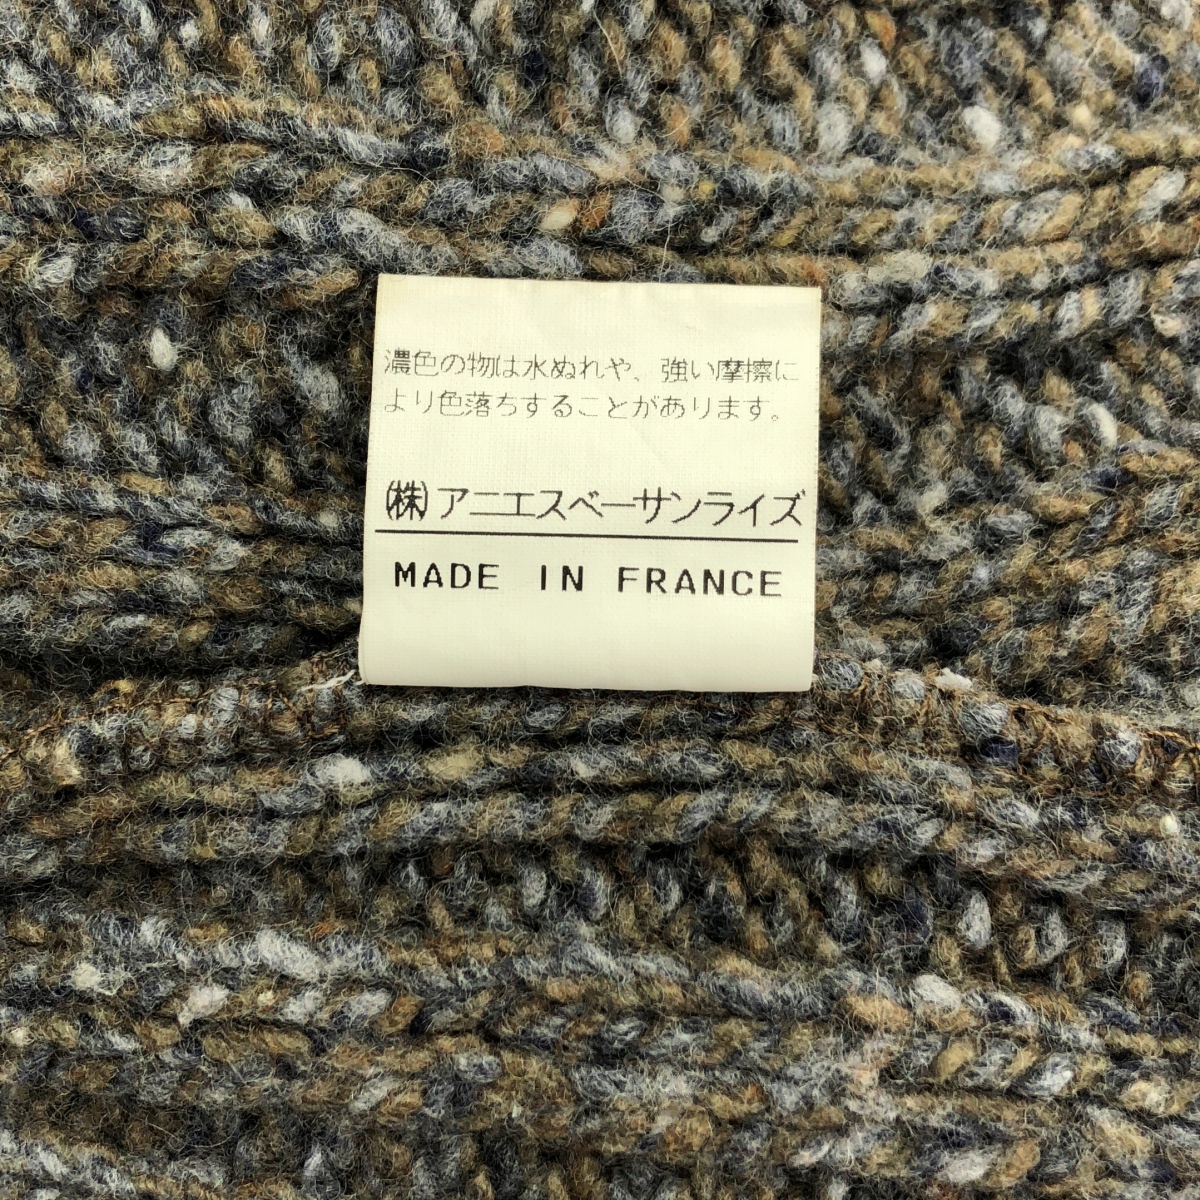 濃色の物は水ぬれや、強い摩擦に
より色落ちすることがあります。
㈱アニエスベーサンライズ
MADE IN FRANCE